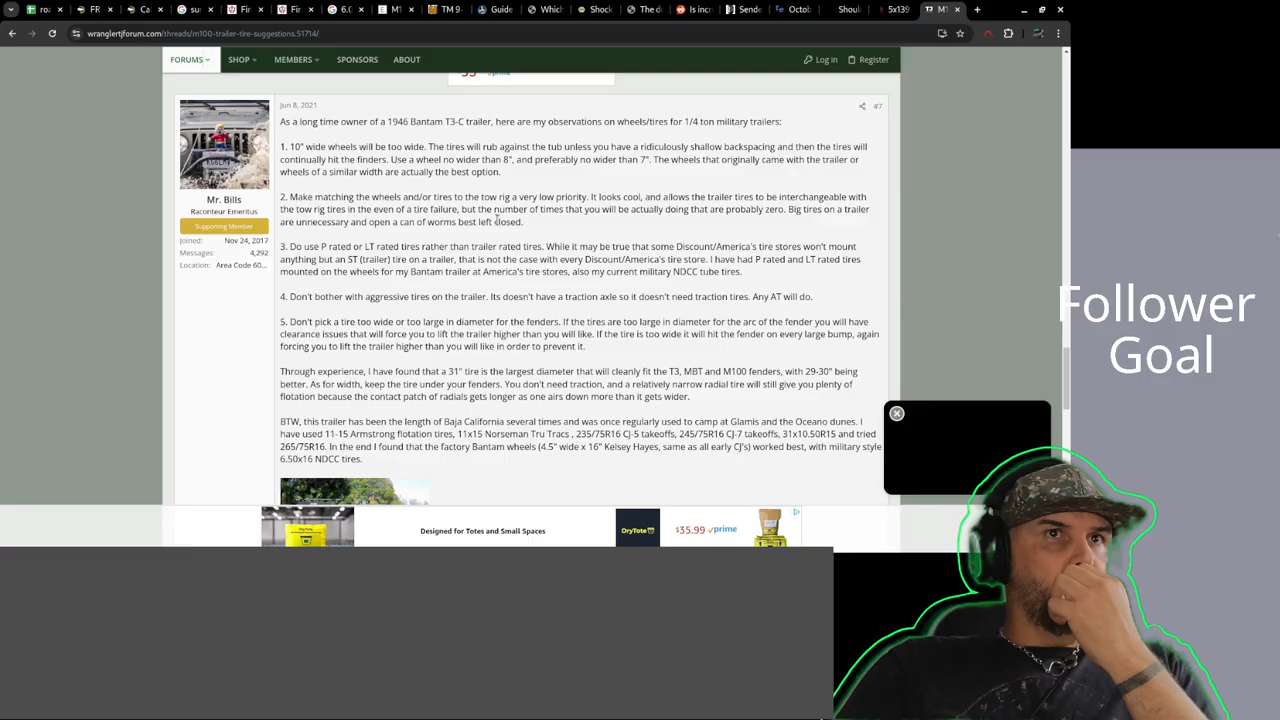 roa
FR
Cal
su
Fir
Fir
6.0
E M1
TM 9-
Guide
Which
Shock
The d
Is incre
Sende
Octob
Shoul
5x139.
M1
wranglertjforum.com/threads/m100-trailer-tire-suggestions.51714/
FORUMS SHOP MEMBERS SPONSORS ABOUT Log in Register
Jun 8, 2021 #7
As a long time owner of a 1946 Bantam T3-C trailer, here are my observations on wheels/tires for 1/4 ton military trailers:
1. 10" wide wheels will be too wide. The tires will rub against the tub unless you have a ridiculously shallow backspacing and then the tires will
continually hit the finders. Use a wheel no wider than 8", and preferably no wider than 7". The wheels that originally came with the trailer or
wheels of a similar width are actually the best option.
2. Make matching the wheels and/or tires to the tow rig a very low priority. It looks cool, and allows the trailer tires to be interchangeable with
the tow rig tires in the even of a tire failure, but the number of times that you will be actually doing that are probably zero. Big tires on a trailer
are unnecessary and open a can of worms best left closed.
3. Do use P rated or LT rated tires rather than trailer rated tires. While it may be true that some Discount/America's tire stores won't mount
anything but an ST (trailer) tire on a trailer, that is not the case with every Discount/America's tire store. I have had P rated and LT rated tires
mounted on the wheels for my Bantam trailer at America's tire stores, also my current military NDCC tube tires.
4. Don't bother with aggressive tires on the trailer. Its doesn't have a traction axle so it doesn't need traction tires. Any AT will do.
5. Don't pick a tire too wide or too large in diameter for the fenders. If the tires are too large in diameter for the arc of the fender you will have
clearance issues that will force you to lift the trailer higher than you will like. If the tire is too wide it will hit the fender on every large bump, again
forcing you to lift the trailer higher than you will like in order to prevent it.
Through experience, I have found that a 31" tire is the largest diameter that will cleanly fit the T3, MBT and M100 fenders, with 29-30" being
better. As for width, keep the tire under your fenders. You don't need traction, and a relatively narrow radial tire will still give you plenty of
flotation because the contact patch of radials gets longer as one airs down more than it gets wider.
BTW, this trailer has been the length of Baja California several times and was once regularly used to camp at Glamis and the Oceano dunes. I
have used 11-15 Armstrong flotation tires, 11x15 Norseman Tru Tracs , 235/75R16 CJ-5 takeoffs, 245/75R16 CJ-7 takeoffs, 31x10.50R15 and tried
265/75R16. In the end I found that the factory Bantam wheels (4.5" wide x 16" Kelsey Hayes, same as all early CJ's) worked best, with military style
6.50x16 NDCC tires.
Mr. Bills
Raconteur Emeritus
Supporting Member
Joined: Nov 24, 2017
Messages: 4,292
Location: Area Code 60...
Designed for Totes and Small Spaces
DryTote
$35.99 prime
Follower
Goal